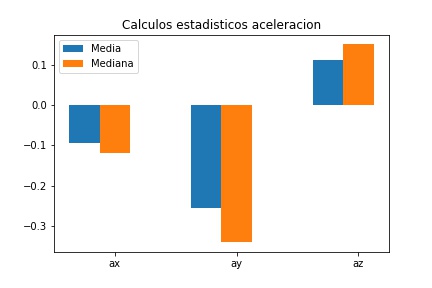 Calculos estadisticos aceleracion
Media
Mediana
0.1
0.0
−0.1
−0.2
−0.3
ax ay az